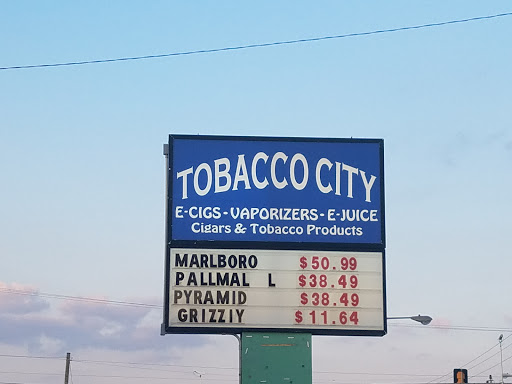 TOBACCO CITY
E-CIGS - VAPORIZERS - E-JUICE
Cigars & Tobacco Products
MARLBORO $50.99
PALLMAL L $38.49
PYRAMID $38.49
GRIZZIY $11.64